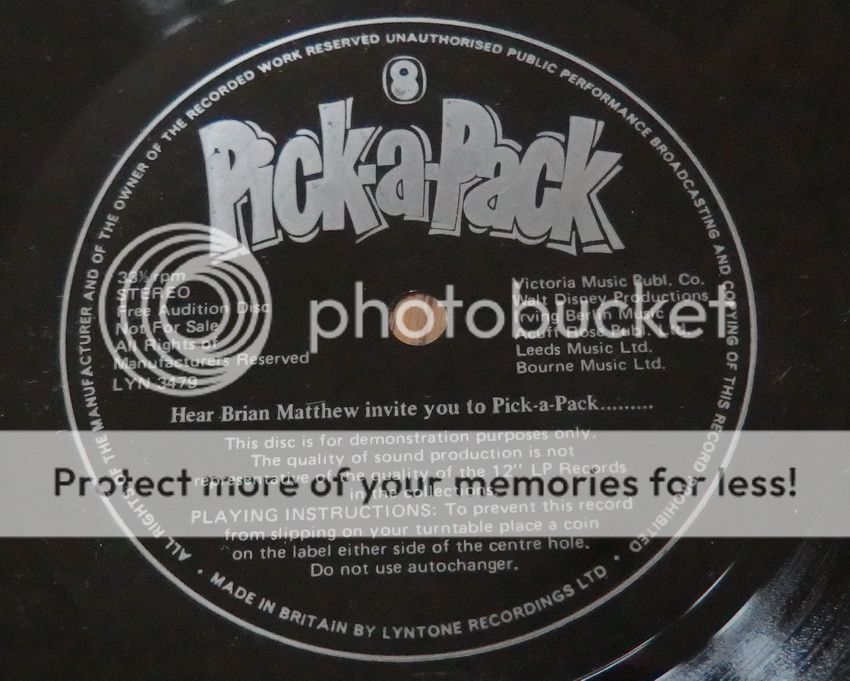 ALL RIGHTS OF THE MANUFACTURER AND OF THE OWNER OF THE RECORDED WORK RESERVED UNAUTHORISED PUBLIC PERFORMANCE BROADCASTING AND COPYING OF THIS RECORD PROHIBITED
8
Pick-a-Pack
33⅓ rpm
STEREO
Free Audition Disc
Not For Sale
All Rights of
Manufacturers Reserved
LYN 3479
Victoria Music Publ. Co.
Walt Disney Productions
Irving Berlin Music
Acuff Rose Publ. Ltd.
Leeds Music Ltd.
Bourne Music Ltd.
photobucket
Hear Brian Matthew invite you to Pick-a-Pack.........
This disc is for demonstration purposes only.
The quality of sound production is not
representative of the quality of the 12" LP Records
in the collections.
Protect more of your memories for less!
PLAYING INSTRUCTIONS: To prevent this record
from slipping on your turntable place a coin
on the label either side of the centre hole.
Do not use autochanger.
• MADE IN BRITAIN BY LYNTONE RECORDINGS LTD •